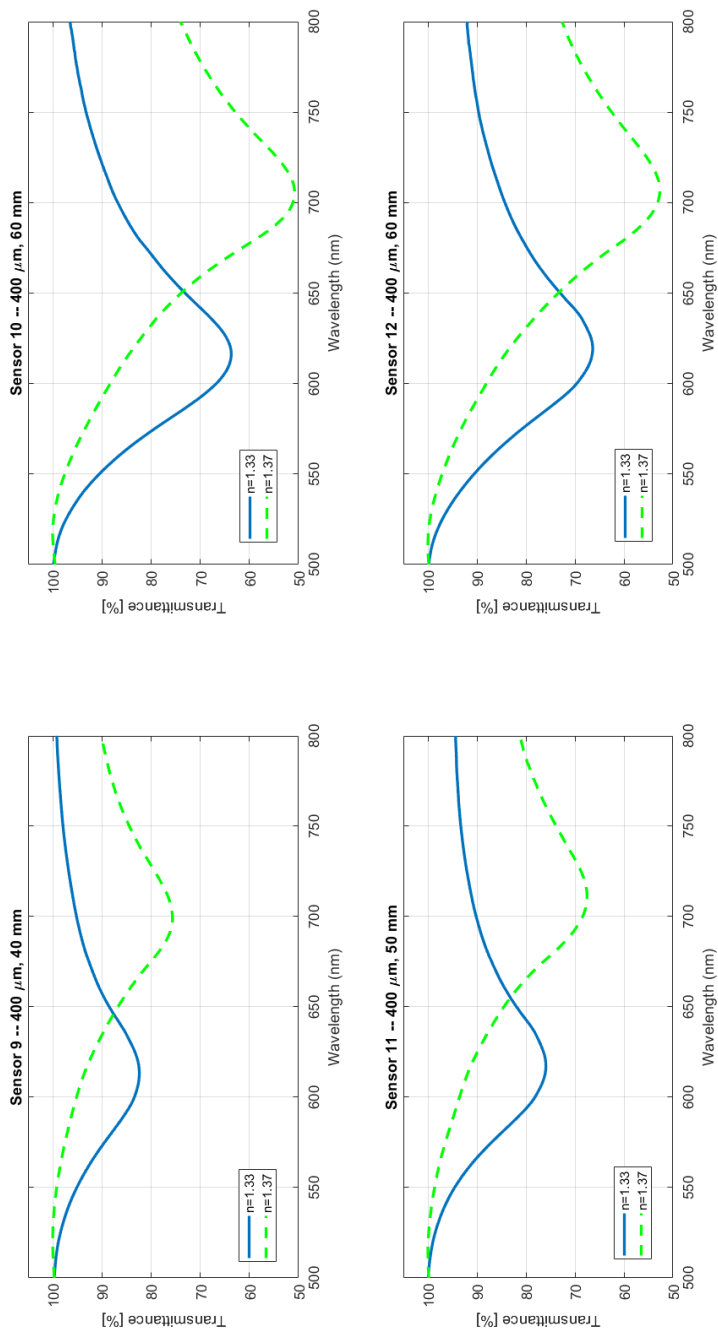 Sensor 9 -- 400 μm, 40 mm
100
90
80
70
60
50
Transmittance [%]
500
550
600
650
700
750
800
Wavelength (nm)
n=1.33
n=1.37
Sensor 10 -- 400 μm, 60 mm
100
90
80
70
60
50
Transmittance [%]
500
550
600
650
700
750
800
Wavelength (nm)
n=1.33
n=1.37
Sensor 11 -- 400 μm, 50 mm
100
90
80
70
60
50
Transmittance [%]
500
550
600
650
700
750
800
Wavelength (nm)
n=1.33
n=1.37
Sensor 12 -- 400 μm, 60 mm
100
90
80
70
60
50
Transmittance [%]
500
550
600
650
700
750
800
Wavelength (nm)
n=1.33
n=1.37